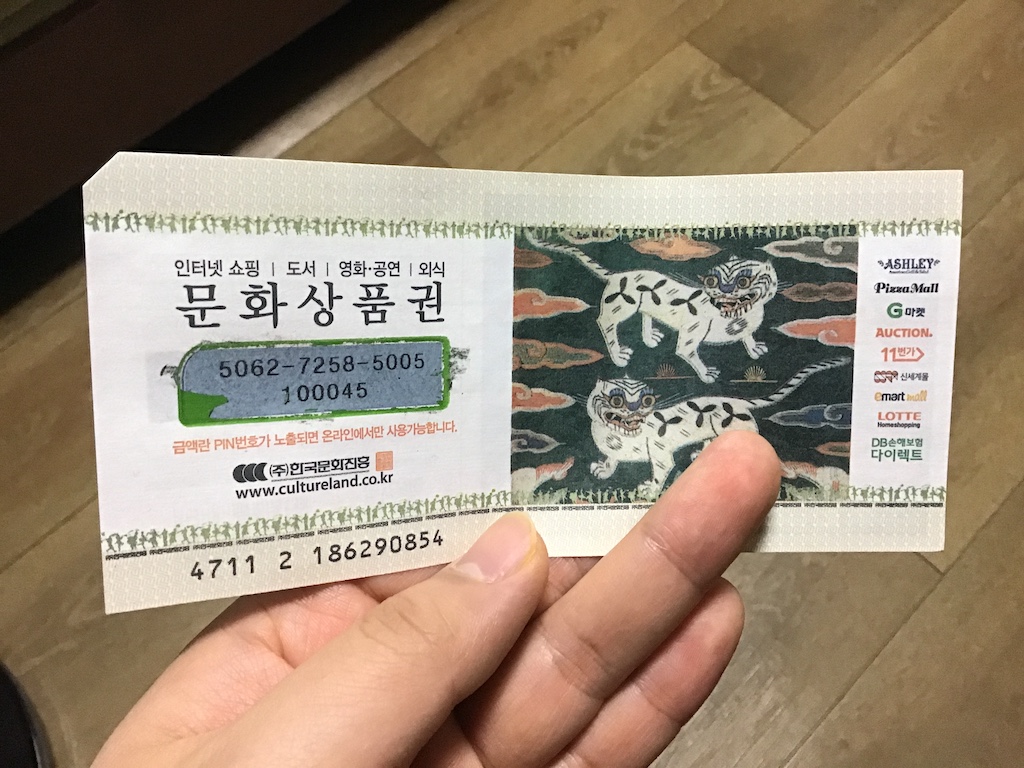 인터넷 쇼핑 | 도서 | 영화·공연 | 외식
문화상품권
5062-7258-5005
100045
금액란 PIN번호가 노출되면 온라인에서만 사용가능합니다.
(주)한국문화진흥
www.cultureland.co.kr
4711 2 186290854
ASHLEY
PizzaMall
G마켓
AUCTION.
11번가
신세계몰
emart mall
LOTTE
Homeshopping
DB손해보험
다이렉트